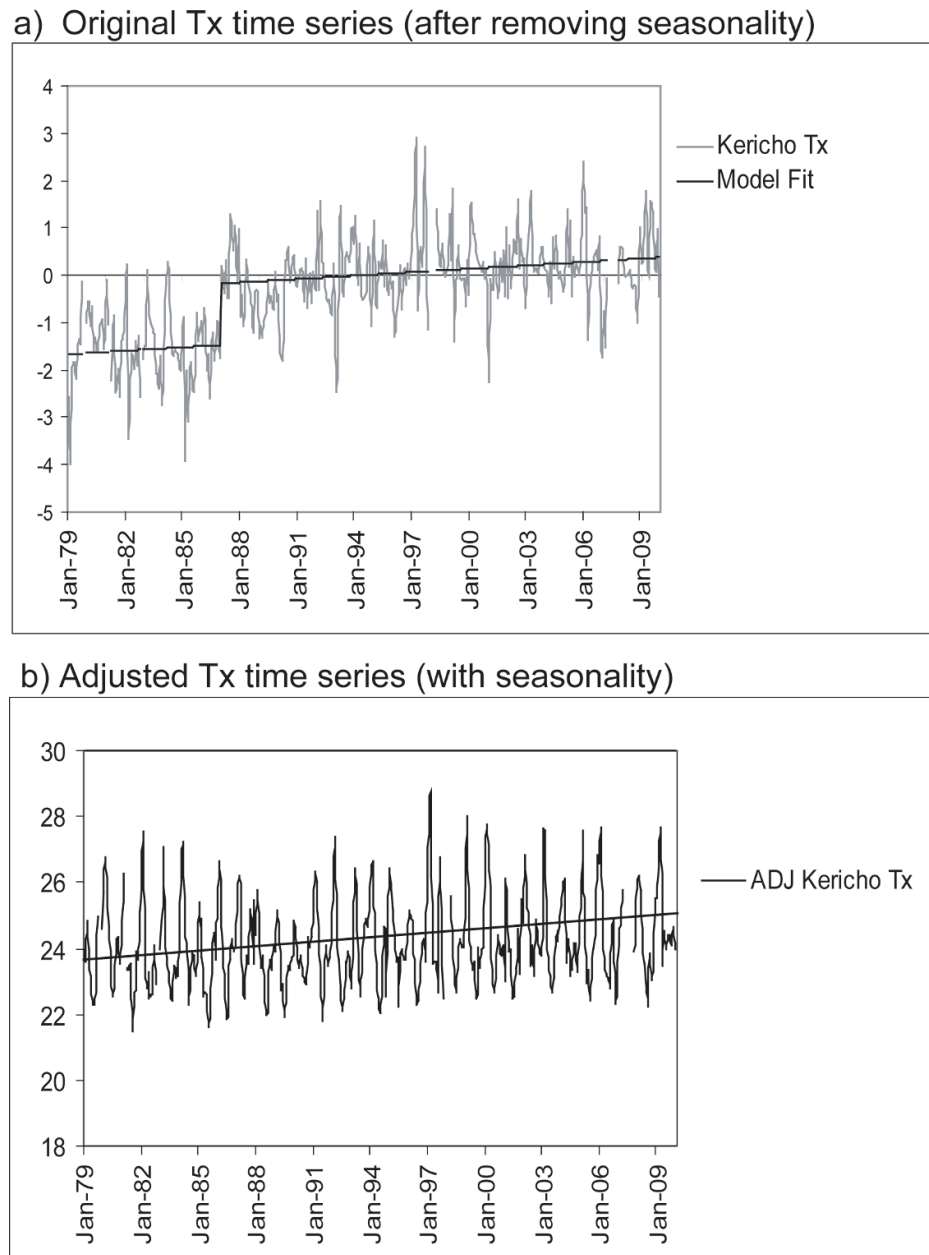 a) Original Tx time series (after removing seasonality)
4
3
2
1
0
-1
-2
-3
-4
-5
Kericho Tx
Model Fit
Jan-79
Jan-82
Jan-85
Jan-88
Jan-91
Jan-94
Jan-97
Jan-00
Jan-03
Jan-06
Jan-09
b) Adjusted Tx time series (with seasonality)
30
28
26
24
22
20
18
ADJ Kericho Tx
Jan-79
Jan-82
Jan-85
Jan-88
Jan-91
Jan-94
Jan-97
Jan-00
Jan-03
Jan-06
Jan-09